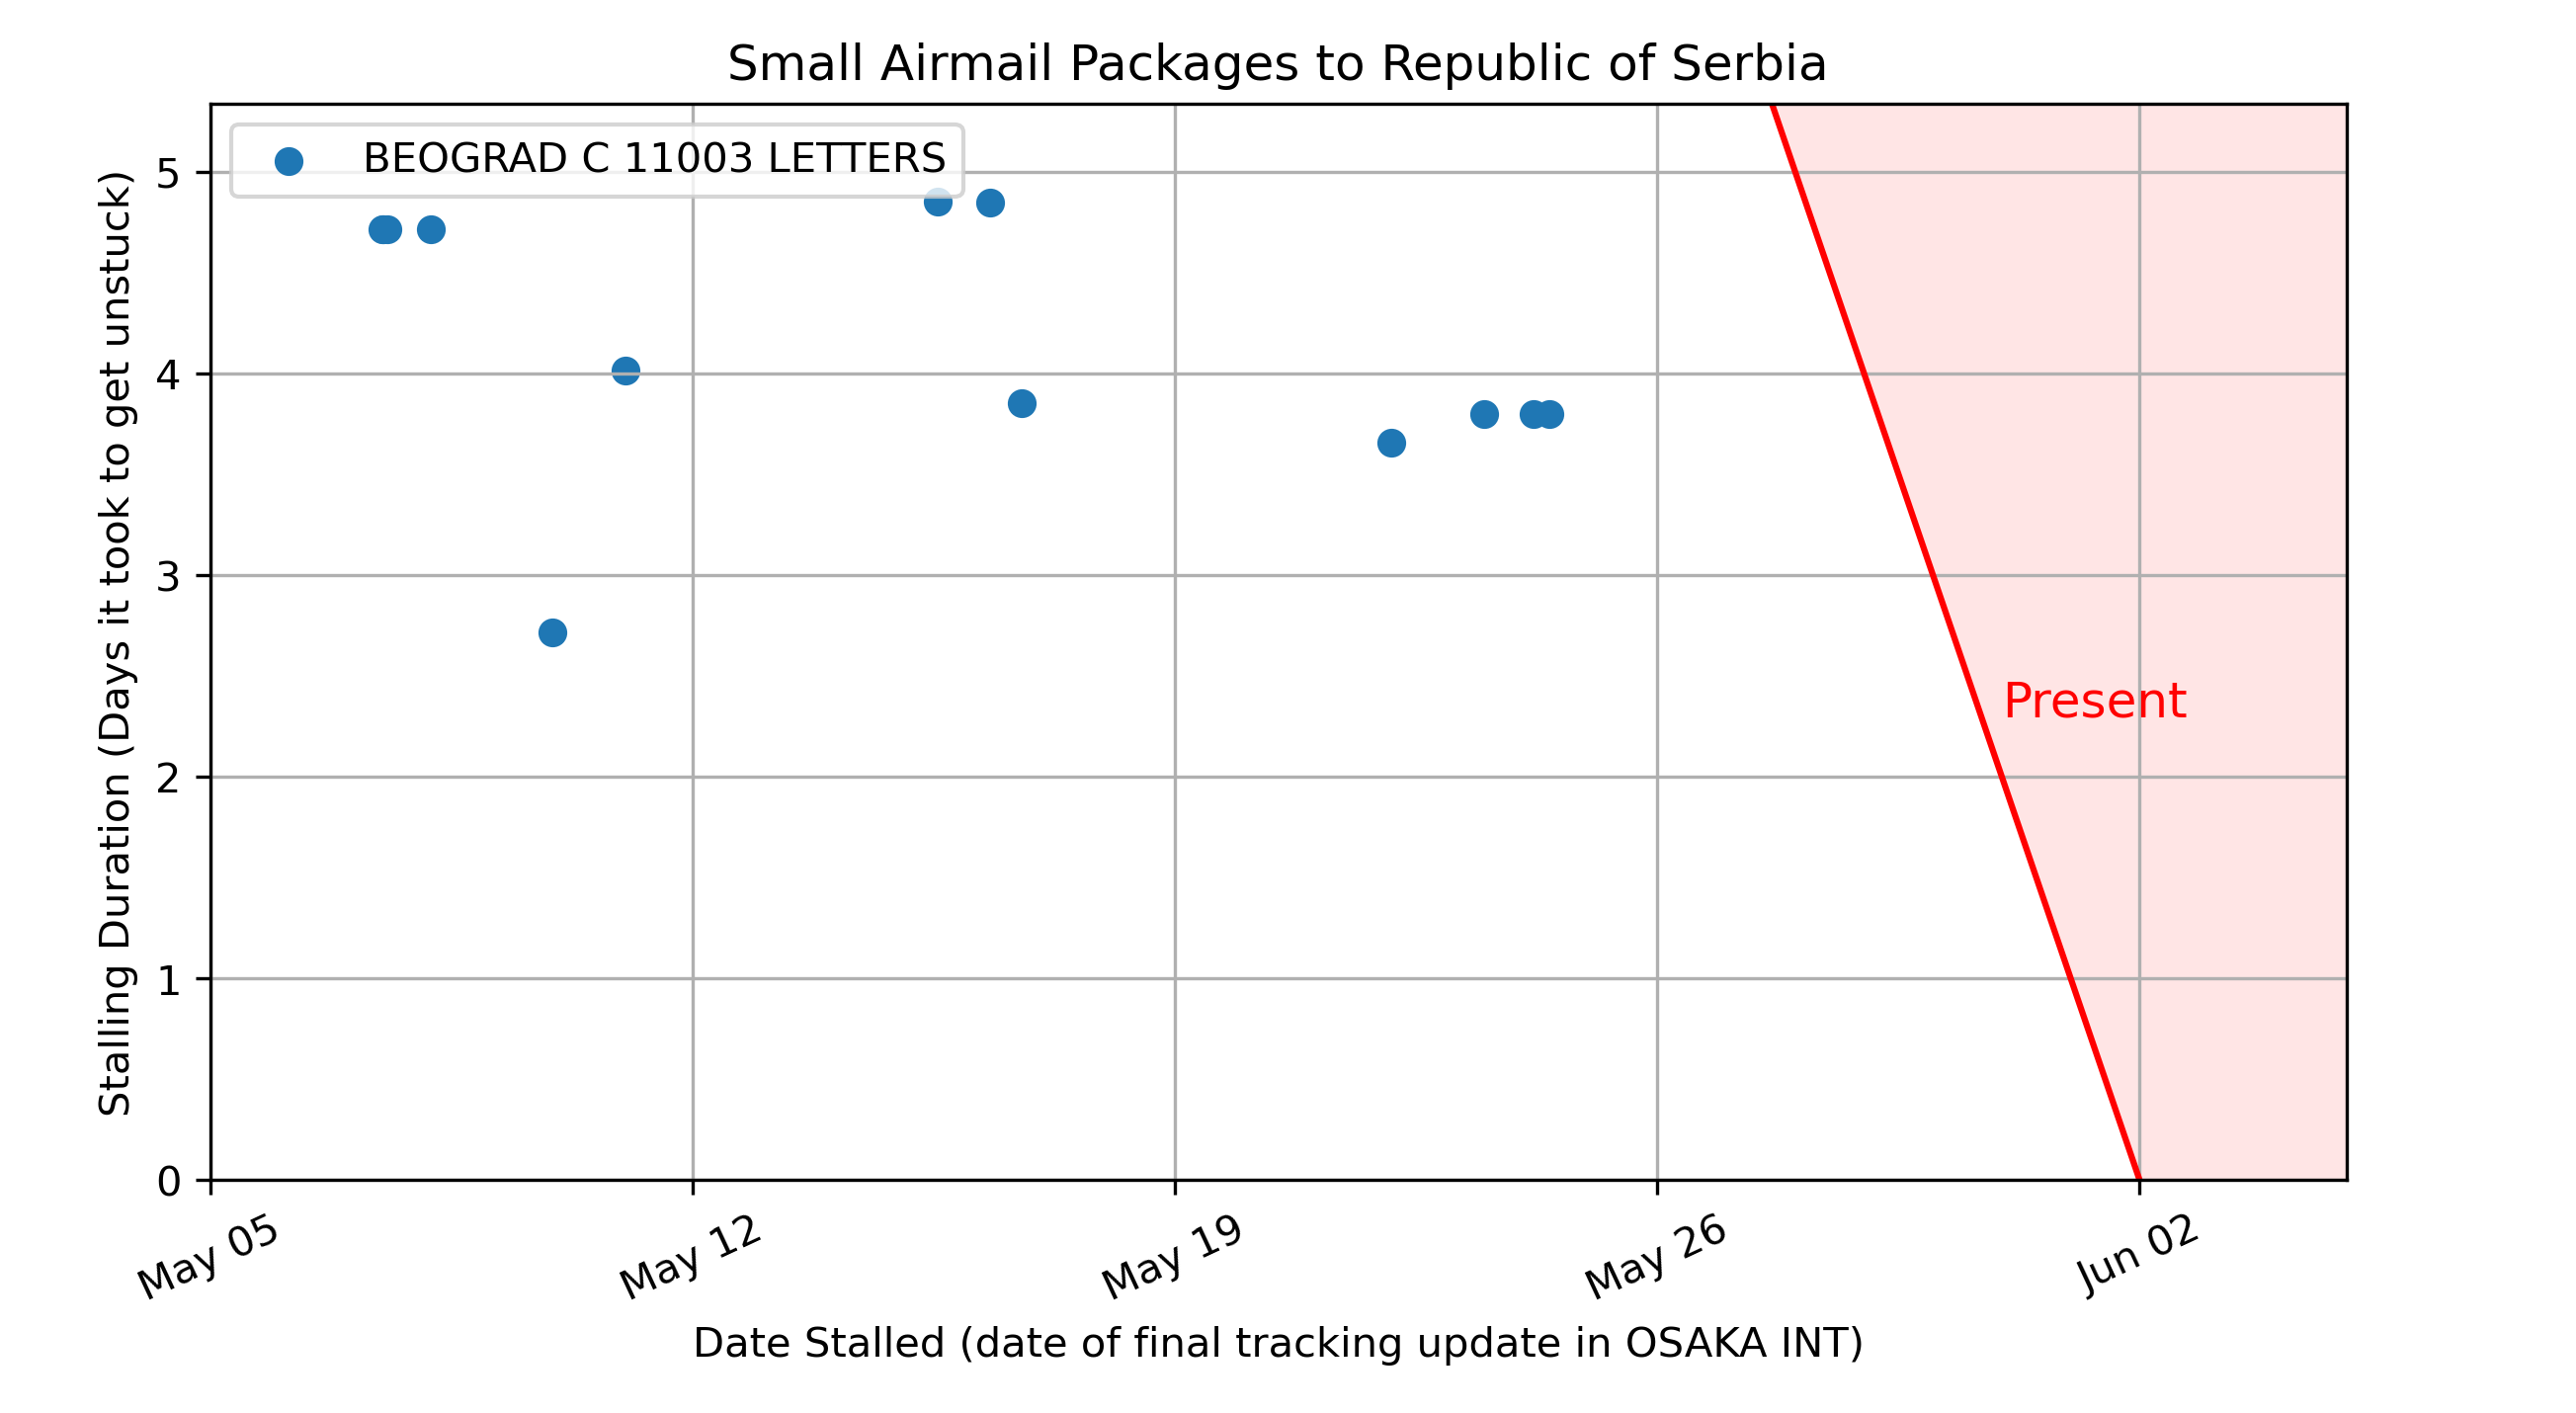 Small Airmail Packages to Republic of Serbia
BEOGRAD C 11003 LETTERS
Stalling Duration (Days it took to get unstuck)
5
4
3
2
1
0
Present
May 05
May 12
May 19
May 26
Jun 02
Date Stalled (date of final tracking update in OSAKA INT)